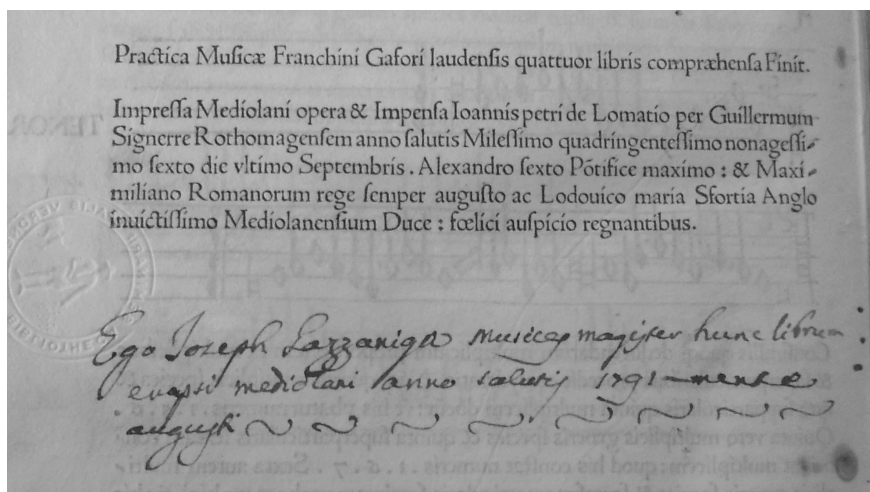 Practica Muſicæ Franchini Gafori laudenſis quattuor libris compræhenſa Finit.
Impreſſa Mediolani opera & Impenſa Ioannis petri de Lomatio per Guillermum
Signerre Rothomagenſem anno ſalutis Mileſſimo quadringenteſſimo nonageſſi-
mo ſexto die vltimo Septembris. Alexandro ſexto Põtifice maximo : & Maxi-
miliano Romanorum rege ſemper auguſto ac Lodouico maria Sfortia Anglo
inuictiſſimo Mediolanenſium Duce : fœlici auſpicio regnantibus.
Ego Joseph Lazzaniga musicæ magister hunc librum
evassi mediolani anno salutis 1791 mense
augusti